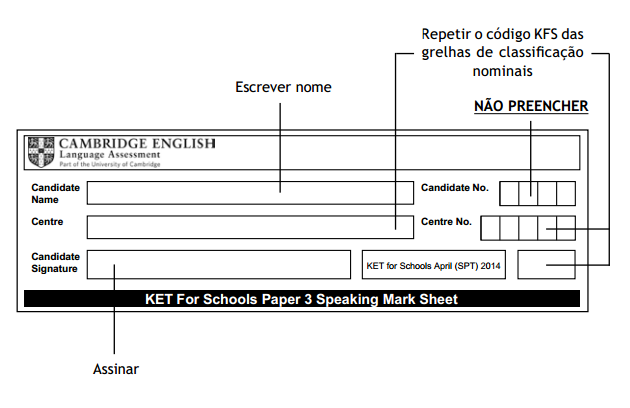 Repetir o código KFS das
grelhas de classificação
nominais
Escrever nome
NÃO PREENCHER
CAMBRIDGE ENGLISH
Language Assessment
Part of the University of Cambridge
Candidate
Name
Candidate No.
Centre
Centre No.
Candidate
Signature
KET for Schools April (SPT) 2014
KET For Schools Paper 3 Speaking Mark Sheet
Assinar